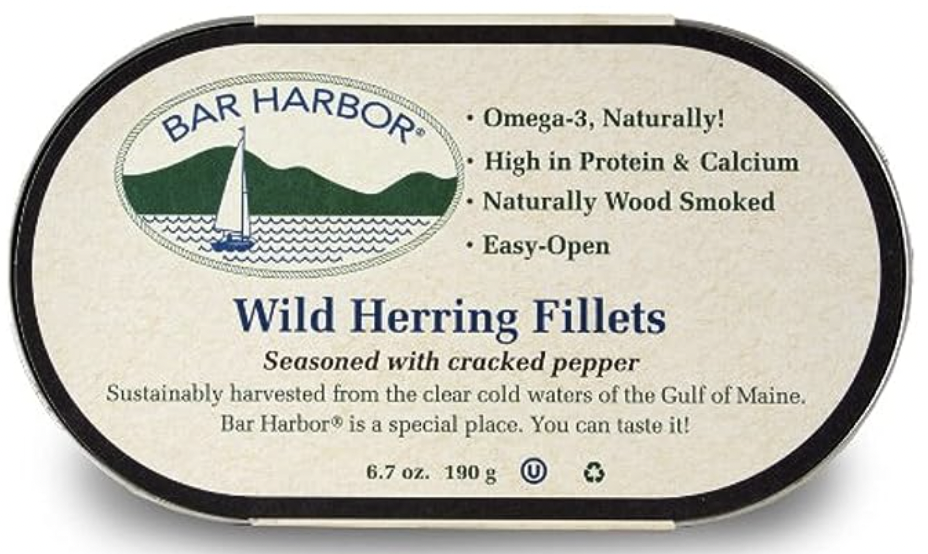 BAR HARBOR®
• Omega-3, Naturally!
• High in Protein & Calcium
• Naturally Wood Smoked
• Easy-Open
Wild Herring Fillets
Seasoned with cracked pepper
Sustainably harvested from the clear cold waters of the Gulf of Maine.
Bar Harbor® is a special place. You can taste it!
6.7 oz. 190 g U